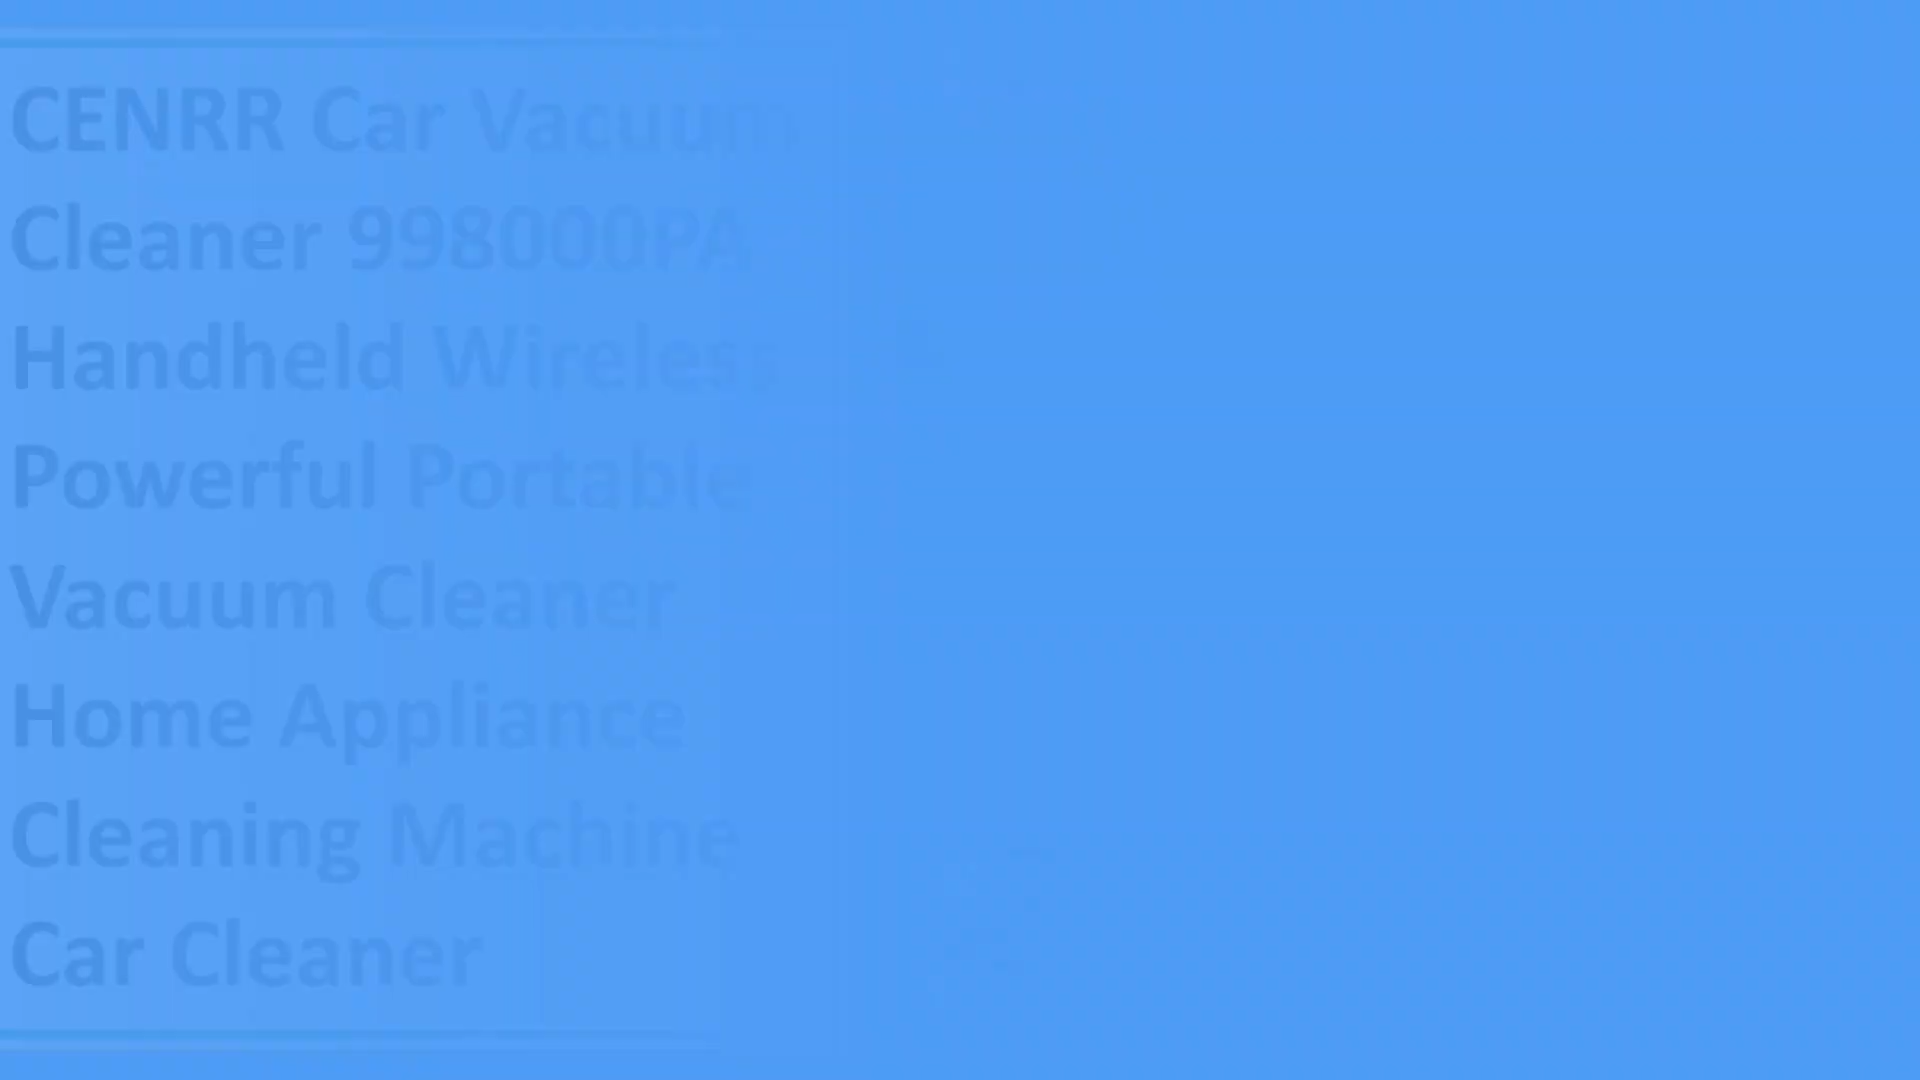 CENRR Car Vacuum
Cleaner 998000PA
Handheld Wireless
Powerful Portable
Vacuum Cleaner
Home Appliance
Cleaning Machine
Car Cleaner